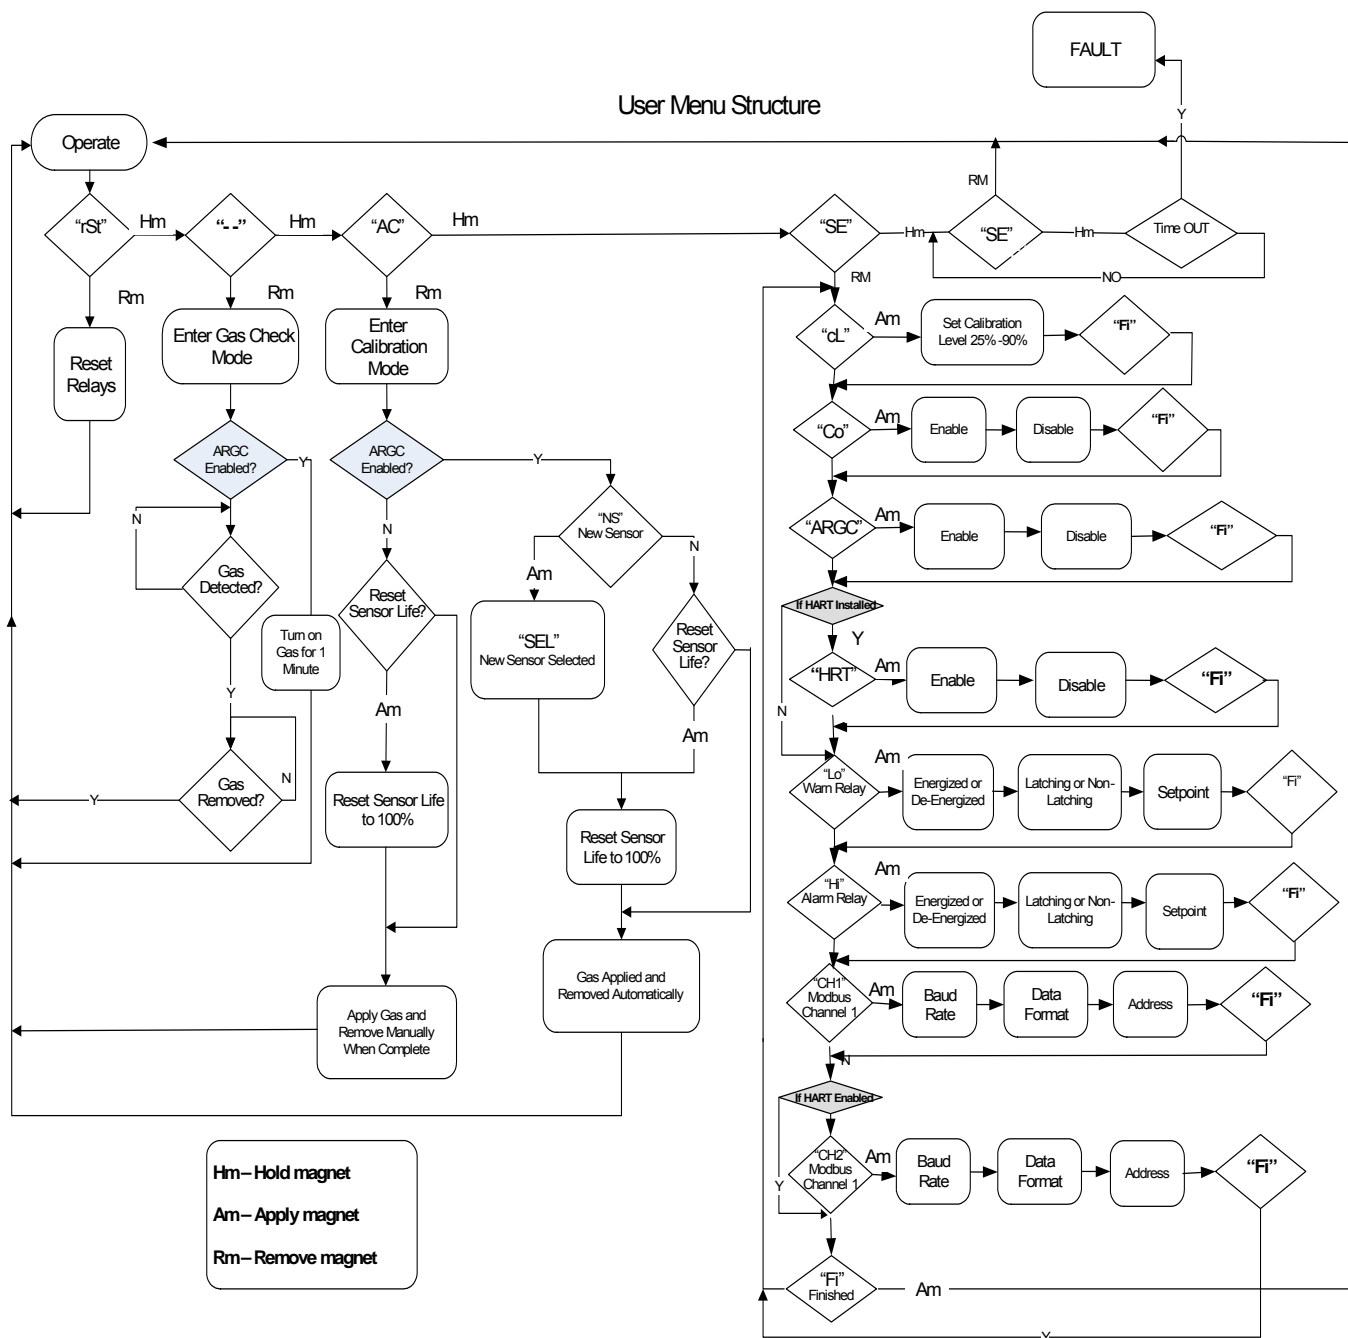 FAULT
User Menu Structure
Y
Operate
RM
“rSt”
Hm
“- -”
Hm
“AC”
Hm
“SE”
Hm
“SE”
Hm
Time OUT
NO
Rm
Rm
Rm
RM
Reset
Relays
Enter Gas Check
Mode
Enter
Calibration
Mode
“cL”
Am
Set Calibration
Level 25% -90%
“Fi”
“Co”
Am
Enable
Disable
“Fi”
ARGC
Enabled?
Y
ARGC
Enabled?
Y
N
N
“NS”
New Sensor
N
“ARGC”
Am
Enable
Disable
“Fi”
Gas
Detected?
Am
Reset
Sensor Life?
If HART Installed
Y
Turn on
Gas for 1
Minute
“SEL”
New Sensor Selected
Reset
Sensor
Life?
“HRT”
Am
Enable
Disable
“Fi”
Y
N
Am
Am
Gas
Removed?
N
Y
“Lo”
Warn Relay
Am
Energized or
De-Energized
Latching or Non-
Latching
Setpoint
“Fi”
Reset Sensor Life
to 100%
Reset Sensor
Life to 100%
“Hi”
Alarm Relay
Am
Energized or
De-Energized
Latching or Non-
Latching
Setpoint
“Fi”
Gas Applied and
Removed Automatically
“CH1”
Modbus
Channel 1
Am
Baud
Rate
Data
Format
Address
“Fi”
Apply Gas and
Remove Manually
When Complete
N
If HART Enabled
Hm – Hold magnet
Am – Apply magnet
Rm – Remove magnet
“CH2”
Modbus
Channel 1
Am
Baud
Rate
Data
Format
Address
“Fi”
Y
“Fi”
Finished
Am
Y